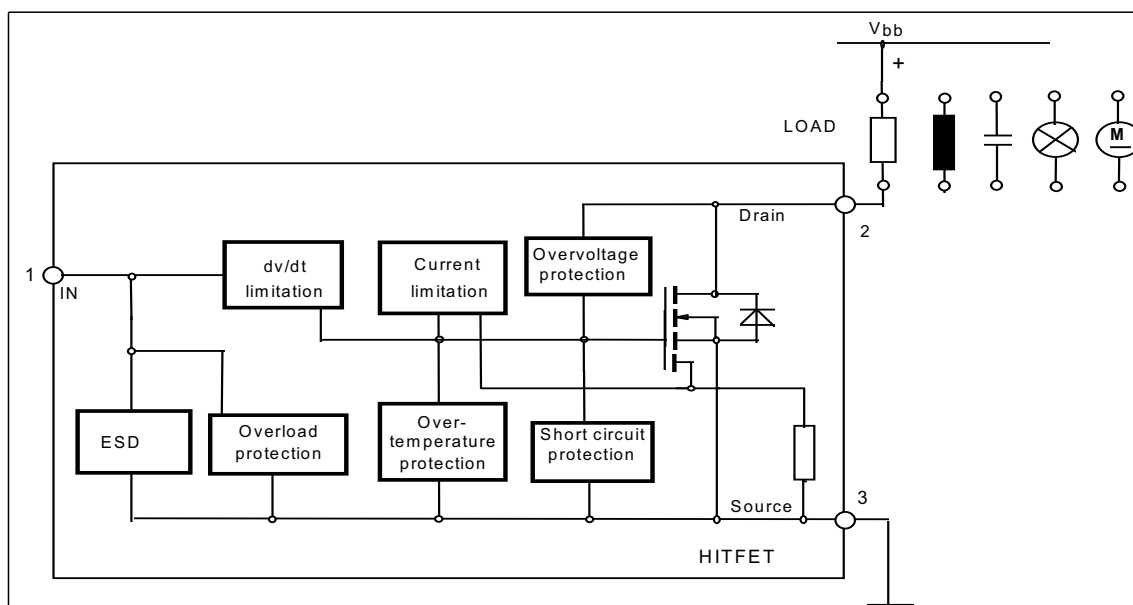 Vbb
+
LOAD
M
Drain
2
Overvoltage
protection
dv/dt
limitation
Current
limitation
1
IN
ESD
Overload
protection
Over-
temperature
protection
Short circuit
protection
3
Source
HITFET